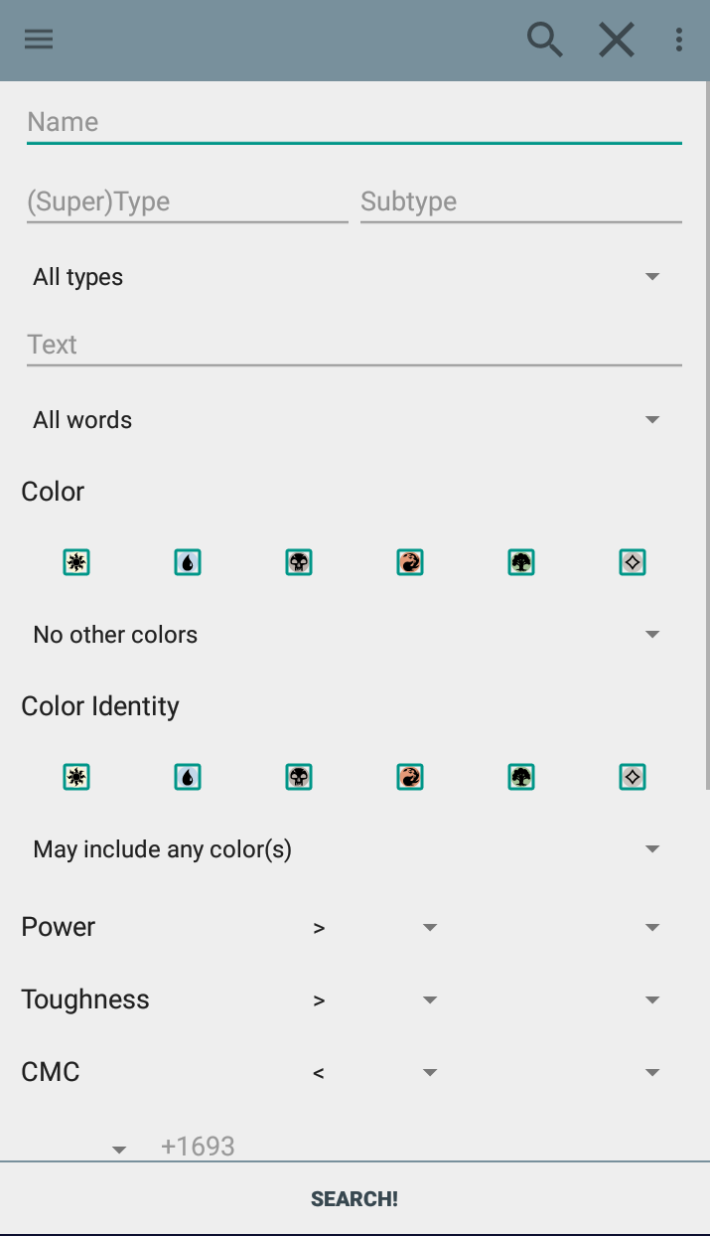 Name
(Super)Type Subtype
All types
Text
All words
Color
No other colors
Color Identity
May include any color(s)
Power >
Toughness >
CMC <
+1693
SEARCH!